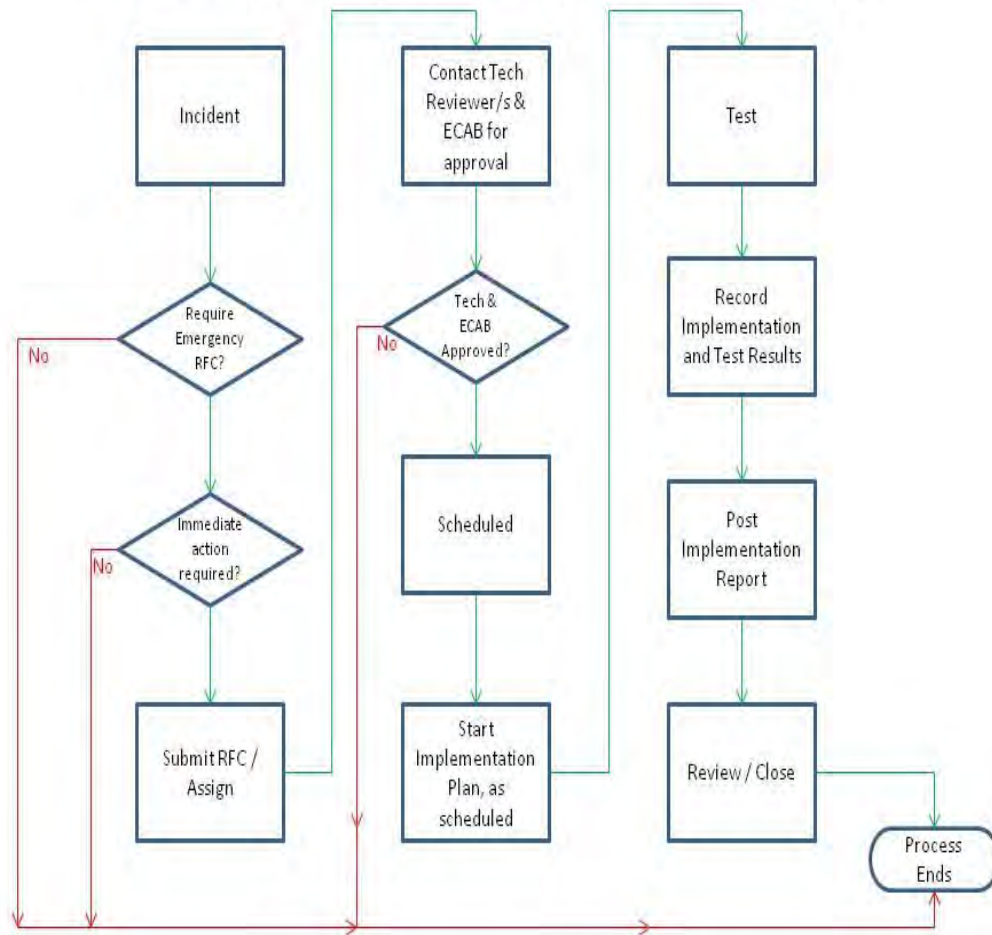 Incident
Require
Emergency
RFC?
No
Immediate
action
required?
No
Submit RFC /
Assign
Contact Tech
Reviewer/s &
ECAB for
approval
Tech &
ECAB
Approved?
No
Scheduled
Start
Implementation
Plan, as
scheduled
Test
Record
Implementation
and Test Results
Post
Implementation
Report
Review / Close
Process
Ends